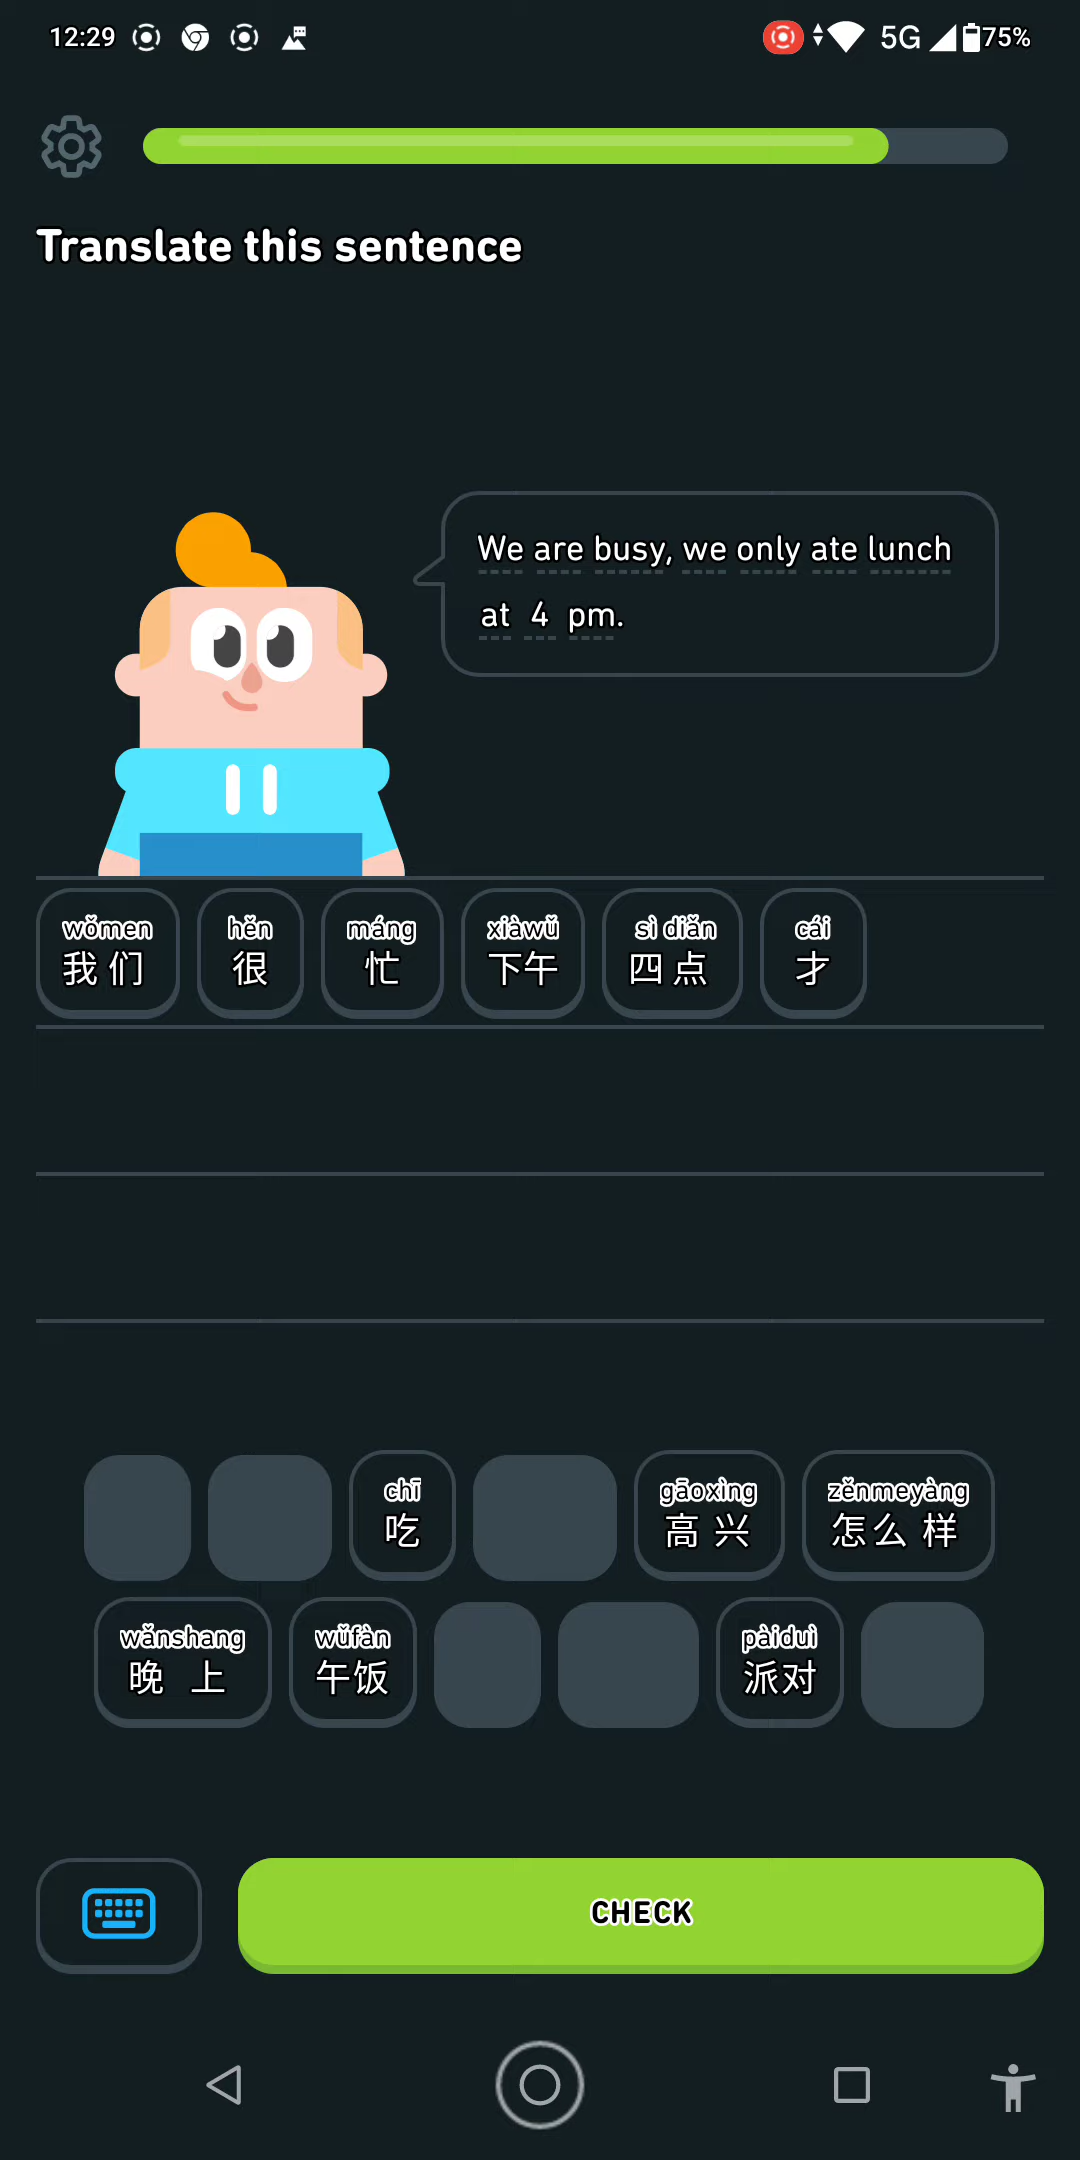 12:29 5G 75%
Translate this sentence
We are busy, we only ate lunch
at 4 pm.
wǒmen hěn máng xiàwǔ sì diǎn cái
我们 很 忙 下午 四点 才
chī gāoxìng zěnmeyàng
吃 高兴 怎么样
wǎnshang wǔfàn pàiduì
晚上 午饭 派对
CHECK